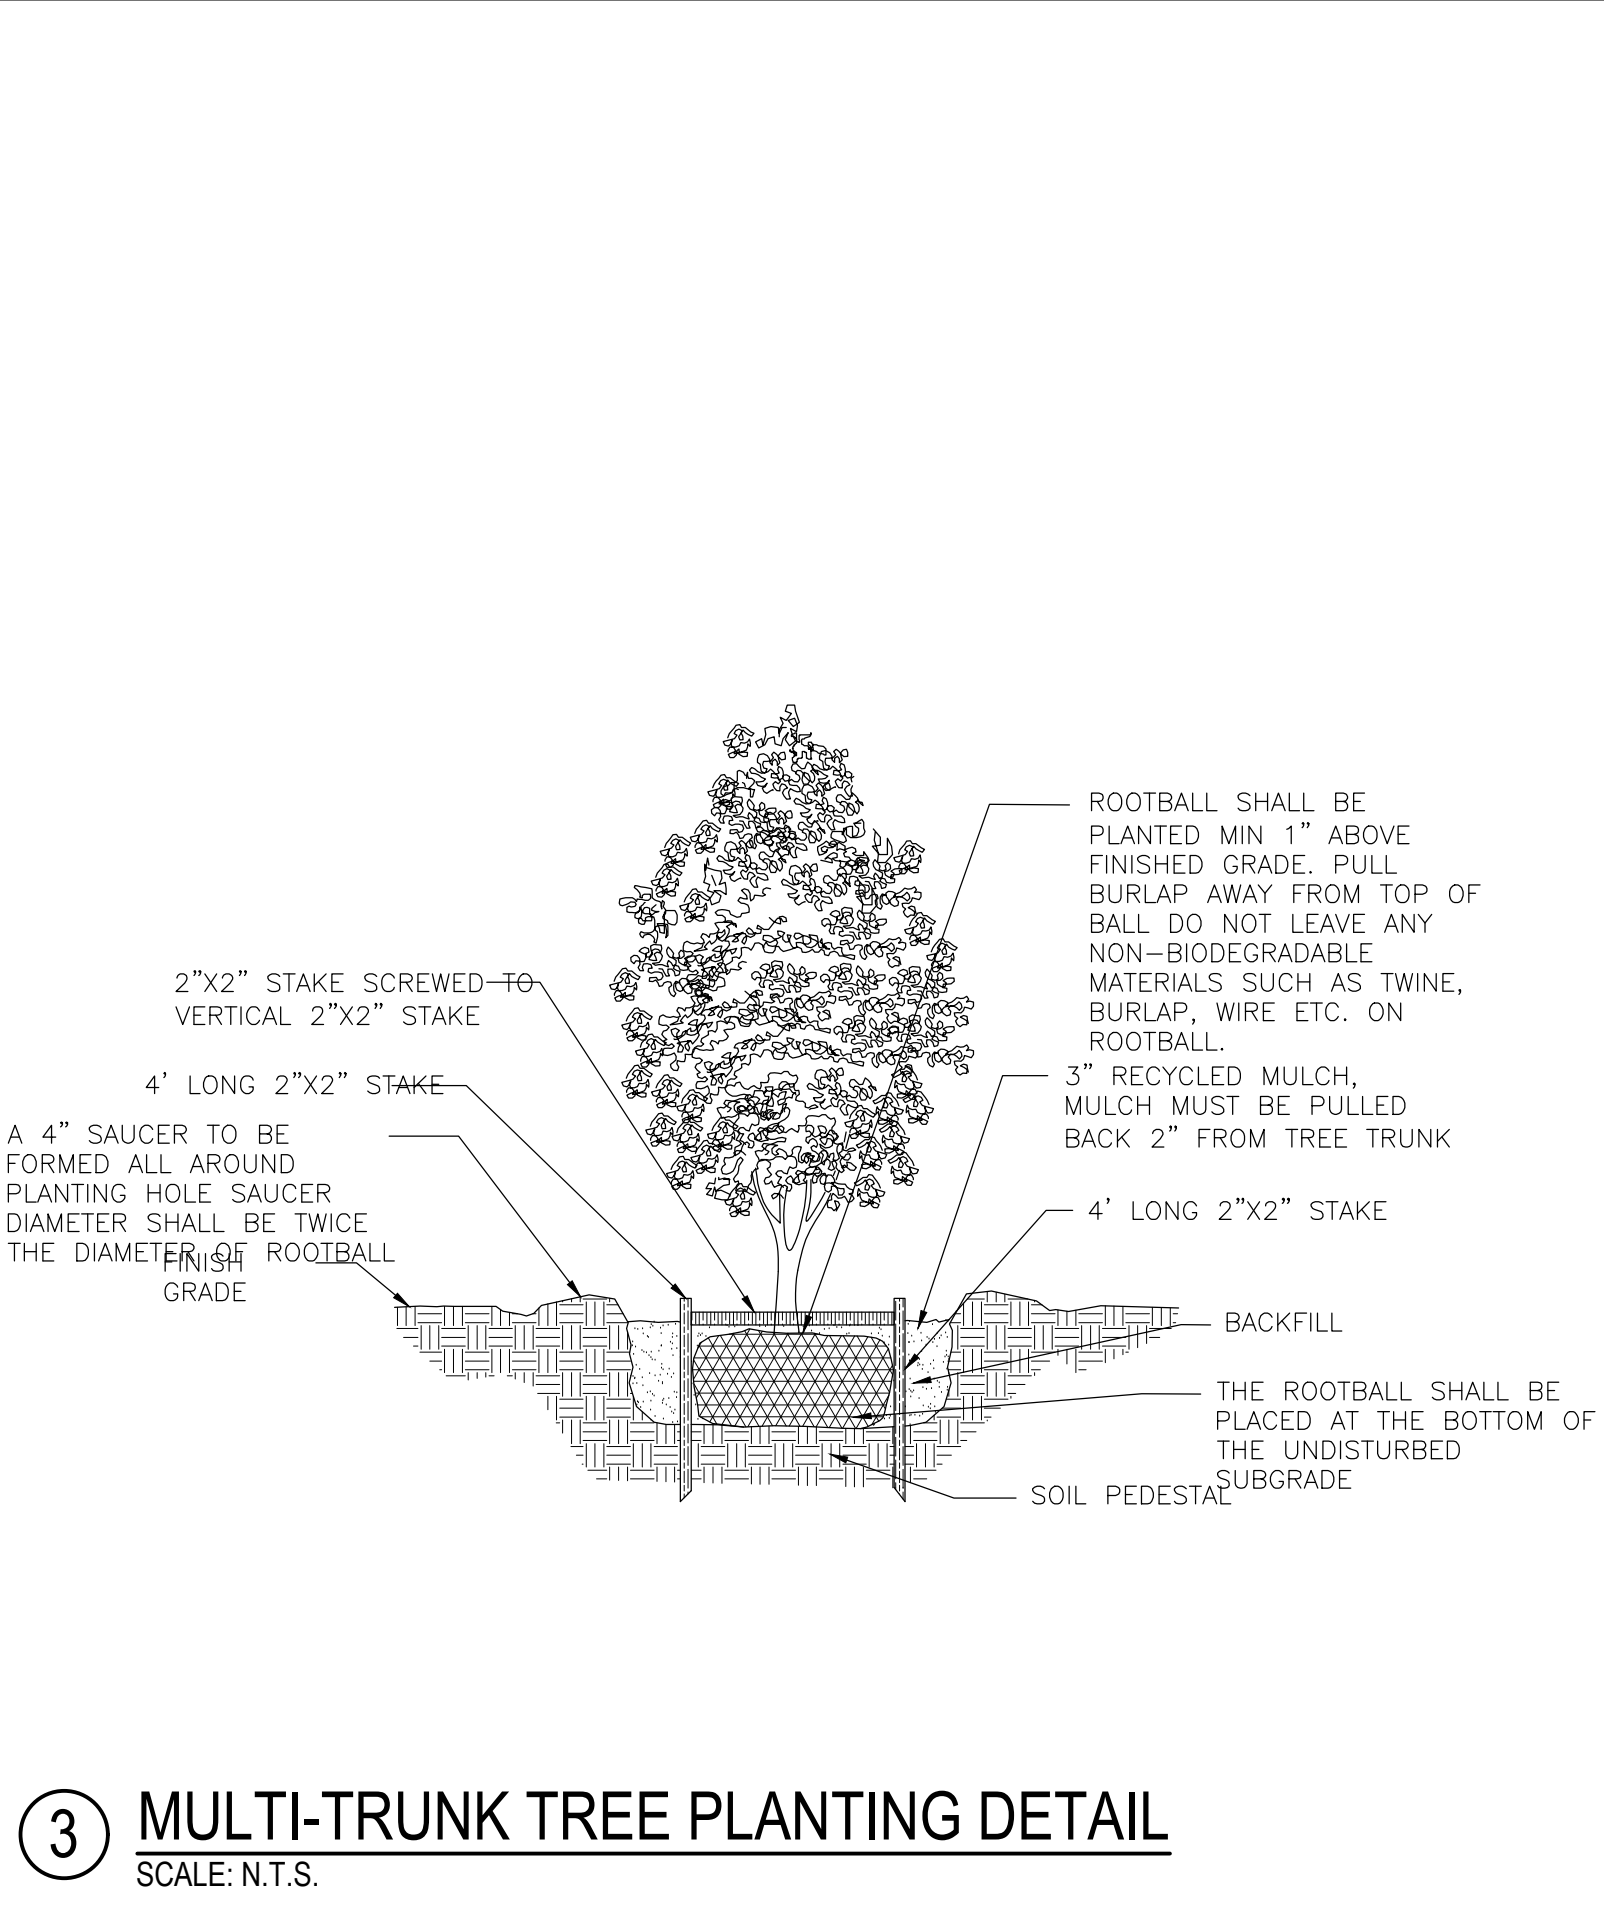 2”X2” STAKE SCREWED TO
VERTICAL 2”X2” STAKE
4’ LONG 2”X2” STAKE
A 4” SAUCER TO BE
FORMED ALL AROUND
PLANTING HOLE SAUCER
DIAMETER SHALL BE TWICE
THE DIAMETER OF ROOTBALL
FINISH
GRADE
ROOTBALL SHALL BE
PLANTED MIN 1” ABOVE
FINISHED GRADE. PULL
BURLAP AWAY FROM TOP OF
BALL DO NOT LEAVE ANY
NON-BIODEGRADABLE
MATERIALS SUCH AS TWINE,
BURLAP, WIRE ETC. ON
ROOTBALL.
3” RECYCLED MULCH,
MULCH MUST BE PULLED
BACK 2” FROM TREE TRUNK
4’ LONG 2”X2” STAKE
BACKFILL
THE ROOTBALL SHALL BE
PLACED AT THE BOTTOM OF
THE UNDISTURBED
SUBGRADE
SOIL PEDESTAL
3
MULTI-TRUNK TREE PLANTING DETAIL
SCALE: N.T.S.